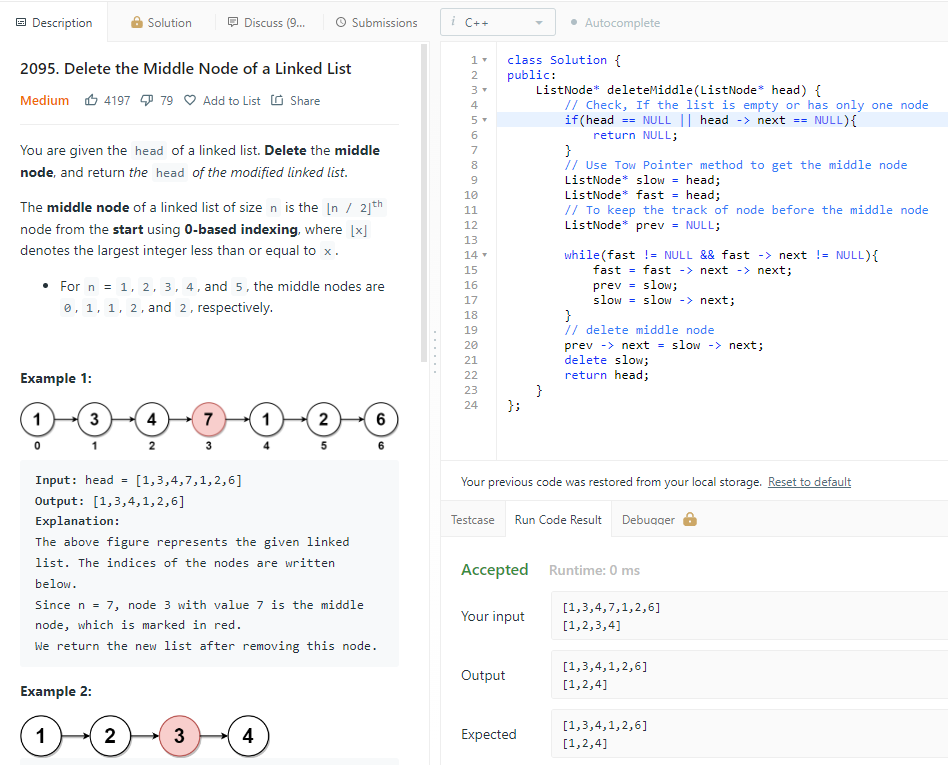 Description
Solution
Discuss (9...
Submissions
i C++
Autocomplete
2095. Delete the Middle Node of a Linked List
Medium 4197 79 Add to List Share
You are given the head of a linked list. Delete the middle
node, and return the head of the modified linked list.
The middle node of a linked list of size n is the ⌊n / 2⌋th
node from the start using 0-based indexing, where ⌊x⌋
denotes the largest integer less than or equal to x .
• For n = 1, 2, 3, 4, and 5, the middle nodes are
0, 1, 1, 2, and 2, respectively.
Example 1:
1 3 4 7 1 2 6
0 1 2 3 4 5 6
Input: head = [1,3,4,7,1,2,6]
Output: [1,3,4,1,2,6]
Explanation:
The above figure represents the given linked
list. The indices of the nodes are written
below.
Since n = 7, node 3 with value 7 is the middle
node, which is marked in red.
We return the new list after removing this node.
Example 2:
1 2 3 4
1 class Solution {
2 public:
3 ListNode* deleteMiddle(ListNode* head) {
4 // Check, If the list is empty or has only one node
5 if(head == NULL || head -> next == NULL){
6 return NULL;
7 }
8 // Use Tow Pointer method to get the middle node
9 ListNode* slow = head;
10 ListNode* fast = head;
11 // To keep the track of node before the middle node
12 ListNode* prev = NULL;
13
14 while(fast != NULL && fast -> next != NULL){
15 fast = fast -> next -> next;
16 prev = slow;
17 slow = slow -> next;
18 }
19 // delete middle node
20 prev -> next = slow -> next;
21 delete slow;
22 return head;
23 }
24 };
Your previous code was restored from your local storage. Reset to default
Testcase
Run Code Result
Debugger
Accepted Runtime: 0 ms
Your input
[1,3,4,7,1,2,6]
[1,2,3,4]
Output
[1,3,4,1,2,6]
[1,2,4]
Expected
[1,3,4,1,2,6]
[1,2,4]